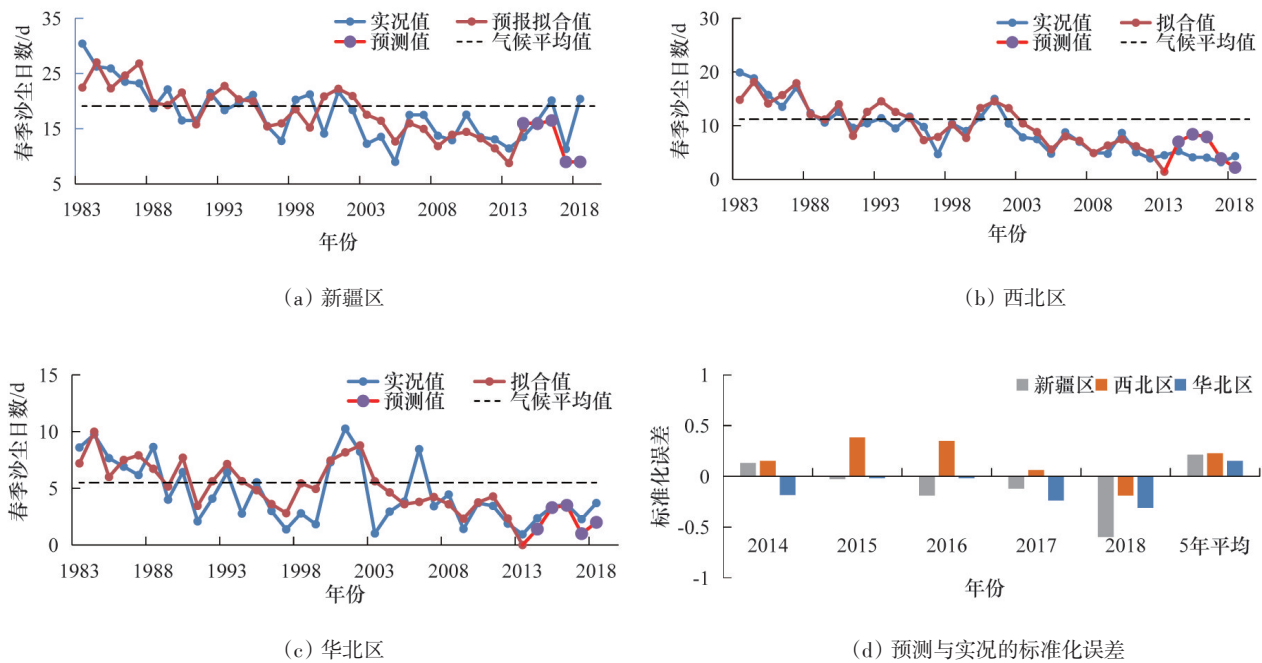 35
25
15
5
春季沙尘日数/d
实况值
预报拟合值
预测值
气候平均值
1983
1988
1993
1998
2003
2008
2013
2018
年份
(a) 新疆区
30
20
10
0
春季沙尘日数/d
实况值
拟合值
预测值
气候平均值
1983
1988
1993
1998
2003
2008
2013
2018
年份
(b) 西北区
15
10
5
0
春季沙尘日数/d
实况值
拟合值
预测值
气候平均值
1983
1988
1993
1998
2003
2008
2013
2018
年份
(c) 华北区
1
0.5
0
-0.5
-1
标准化误差
新疆区
西北区
华北区
2014
2015
2016
2017
2018
5年平均
年份
(d) 预测与实况的标准化误差